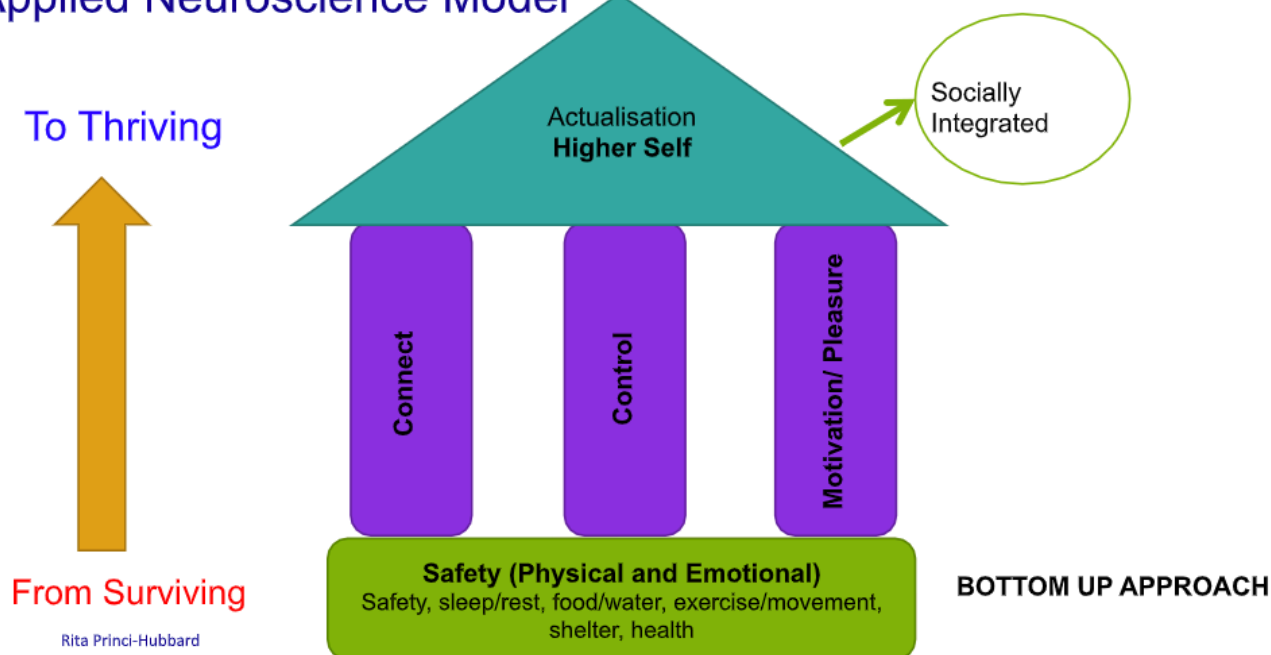 Applied Neuroscience Model
To Thriving
Actualisation
Higher Self
Socially
Integrated
Connect
Control
Motivation/ Pleasure
From Surviving
Safety (Physical and Emotional)
Safety, sleep/rest, food/water, exercise/movement,
shelter, health
BOTTOM UP APPROACH
Rita Princi-Hubbard